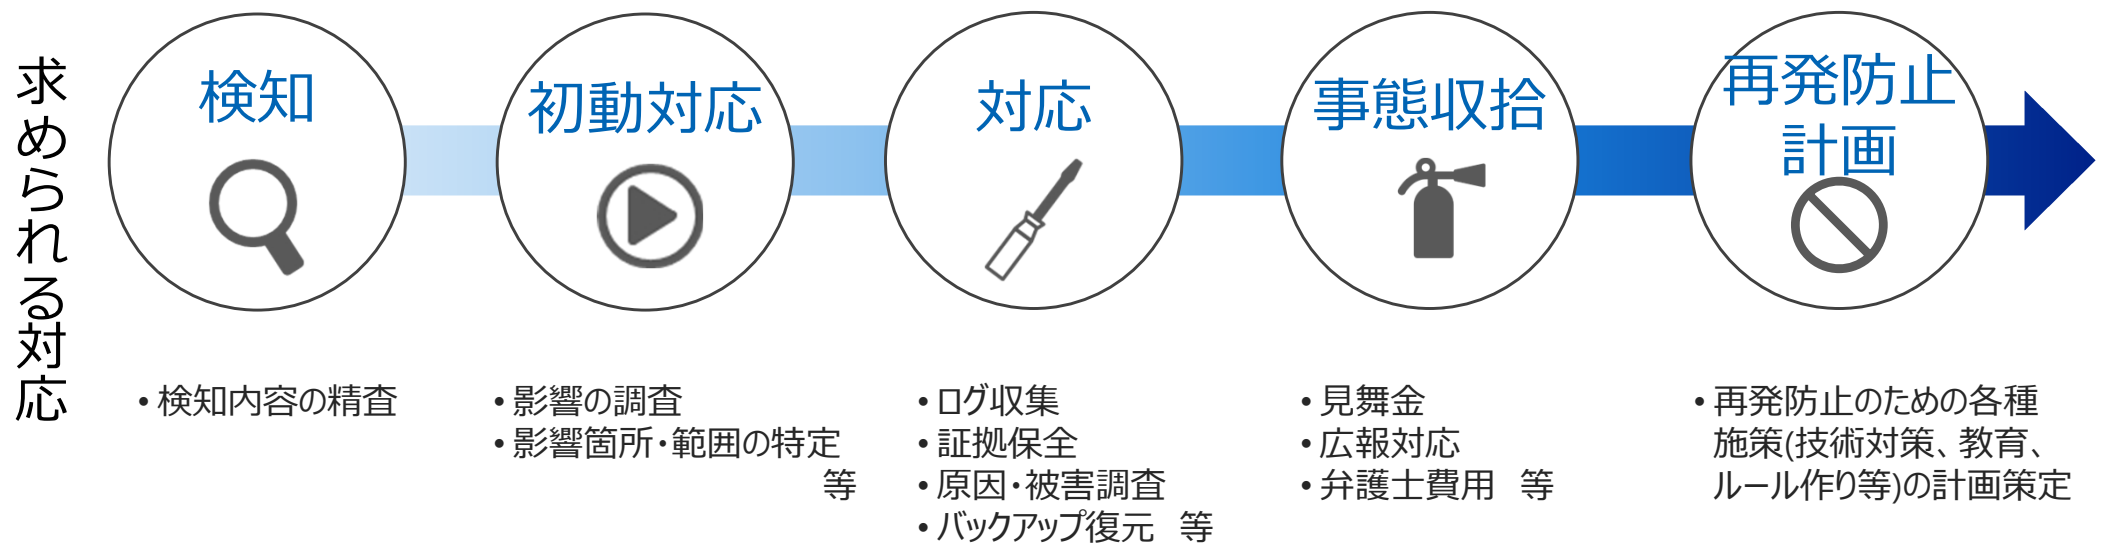 求められる対応
検知
初動対応
対応
事態収拾
再発防止
計画
• 検知内容の精査
• 影響の調査
• 影響箇所・範囲の特定
等
• ログ収集
• 証拠保全
• 原因・被害調査
• バックアップ復元　等
• 見舞金
• 広報対応
• 弁護士費用　等
• 再発防止のための各種
施策(技術対策、教育、
ルール作り等)の計画策定